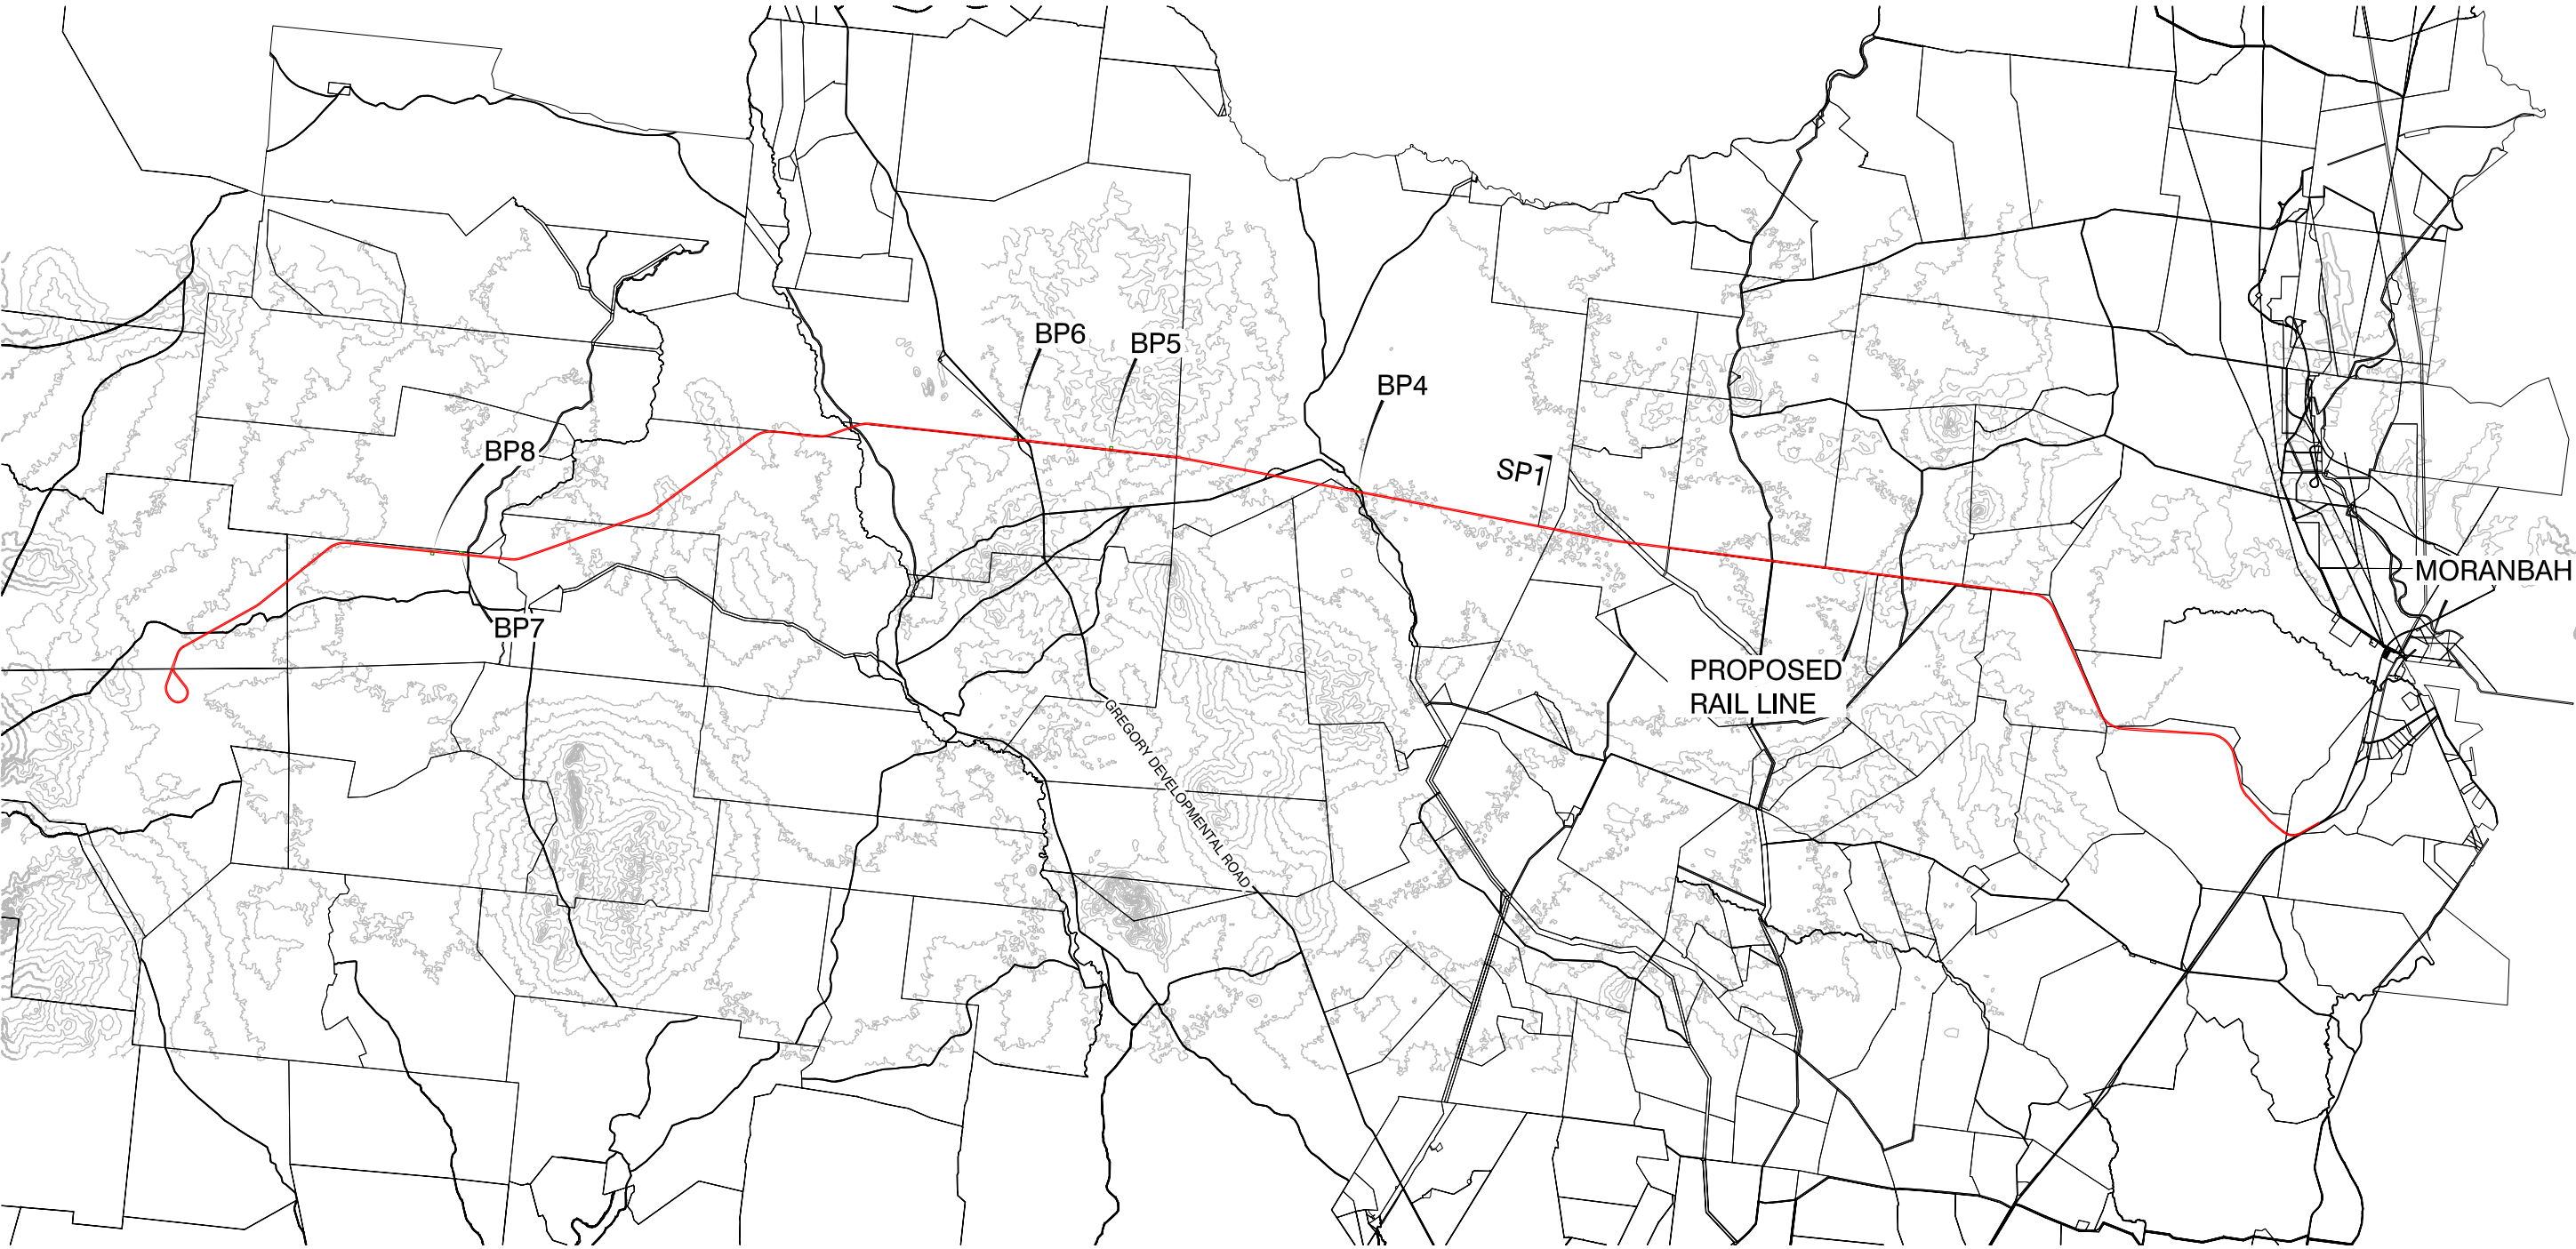 BP6
BP5
BP4
BP8
SP1
MORANBAH
BP7
PROPOSED
RAIL LINE
GREGORY DEVELOPMENTAL ROAD